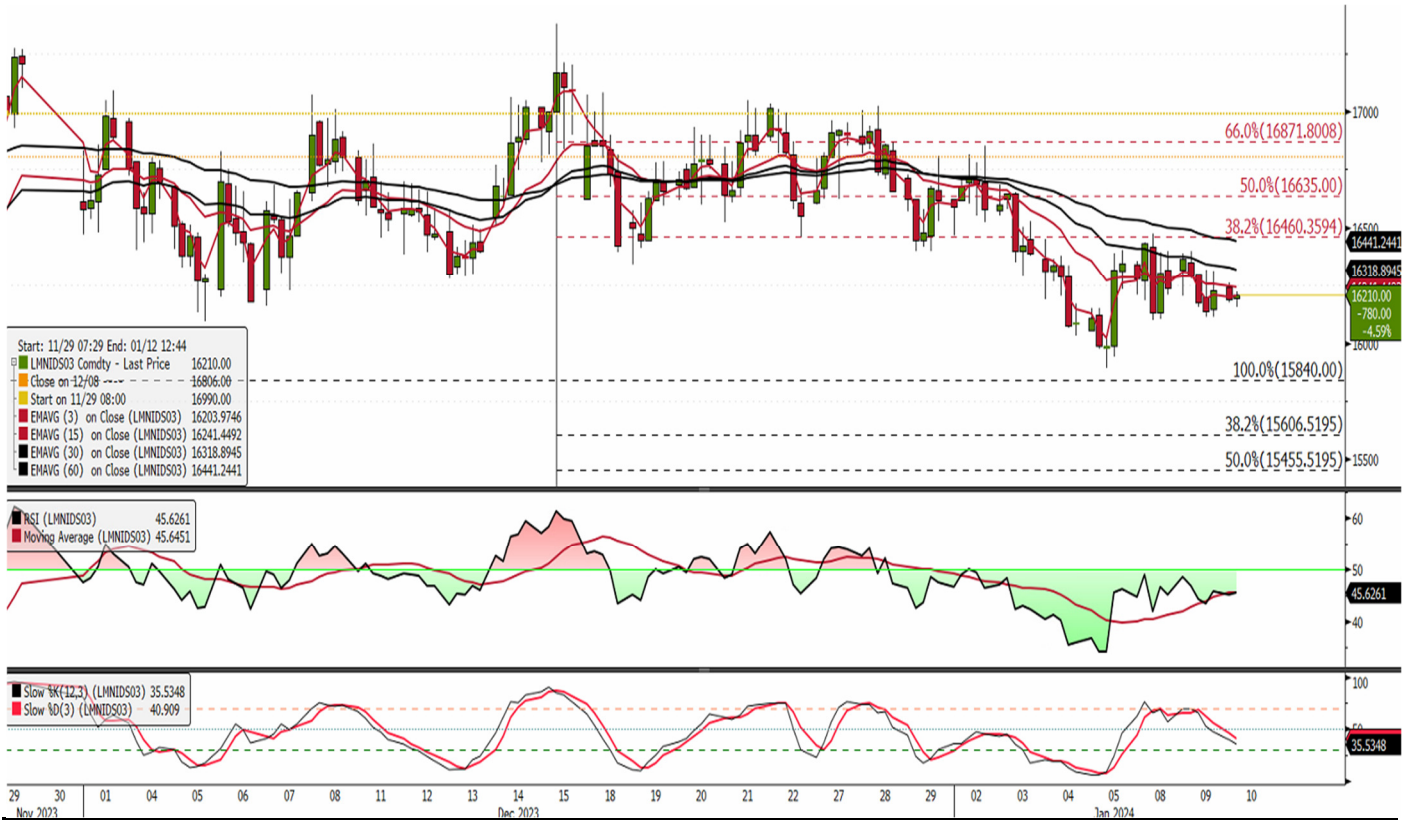 17000
66.0%(16871.8008)
50.0%(16635.00)
16500
38.2%(16460.3594)
16441.2441
16318.8945
16210.00
-780.00
-4.59%
16000
100.0%(15840.00)
38.2%(15606.5195)
15500
50.0%(15455.5195)
Start: 11/29 07:29 End: 01/12 12:44
LMNIDS03 Comdty - Last Price 16210.00
Close on 12/08 16806.00
Start on 11/29 08:00 16990.00
EMAVG (3) on Close (LMNIDS03) 16203.9746
EMAVG (15) on Close (LMNIDS03) 16241.4492
EMAVG (30) on Close (LMNIDS03) 16318.8945
EMAVG (60) on Close (LMNIDS03) 16441.2441
RSI (LMNIDS03) 45.6261
Moving Average (LMNIDS03) 45.6451
60
50
45.6261
40
Slow %K(12,3) (LMNIDS03) 35.5348
Slow %D(3) (LMNIDS03) 40.909
100
50
35.5348
29 30 01 04 05 06 07 08 11 12 13 14 15 18 19 20 21 22 27 28 29 02 03 04 05 08 09 10
Nov 2023 Dec 2023 Jan 2024